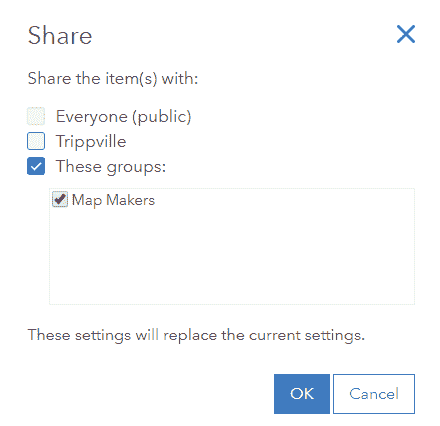 Share
Share the item(s) with:
Everyone (public)
Trippville
These groups:
Map Makers
These settings will replace the current settings.
OK
Cancel